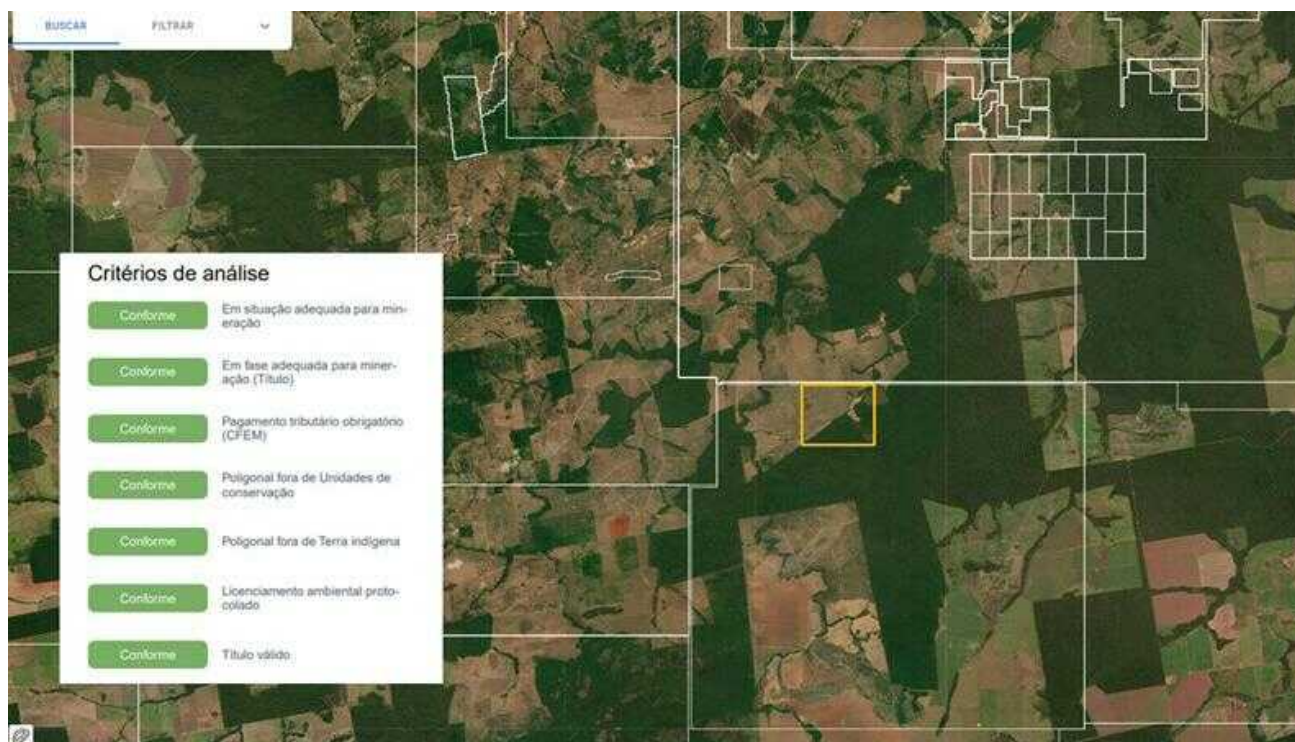 BUSCAR FILTRAR
Critérios de análise
Conforme Em situação adequada para min-
eração
Conforme Em fase adequada para miner-
ação (Título)
Conforme Pagamento tributário obrigatório
(CFEM)
Conforme Poligonal fora de Unidades de
conservação
Conforme Poligonal fora de Terra indígena
Conforme Licenciamento ambiental proto-
colado
Conforme Título válido